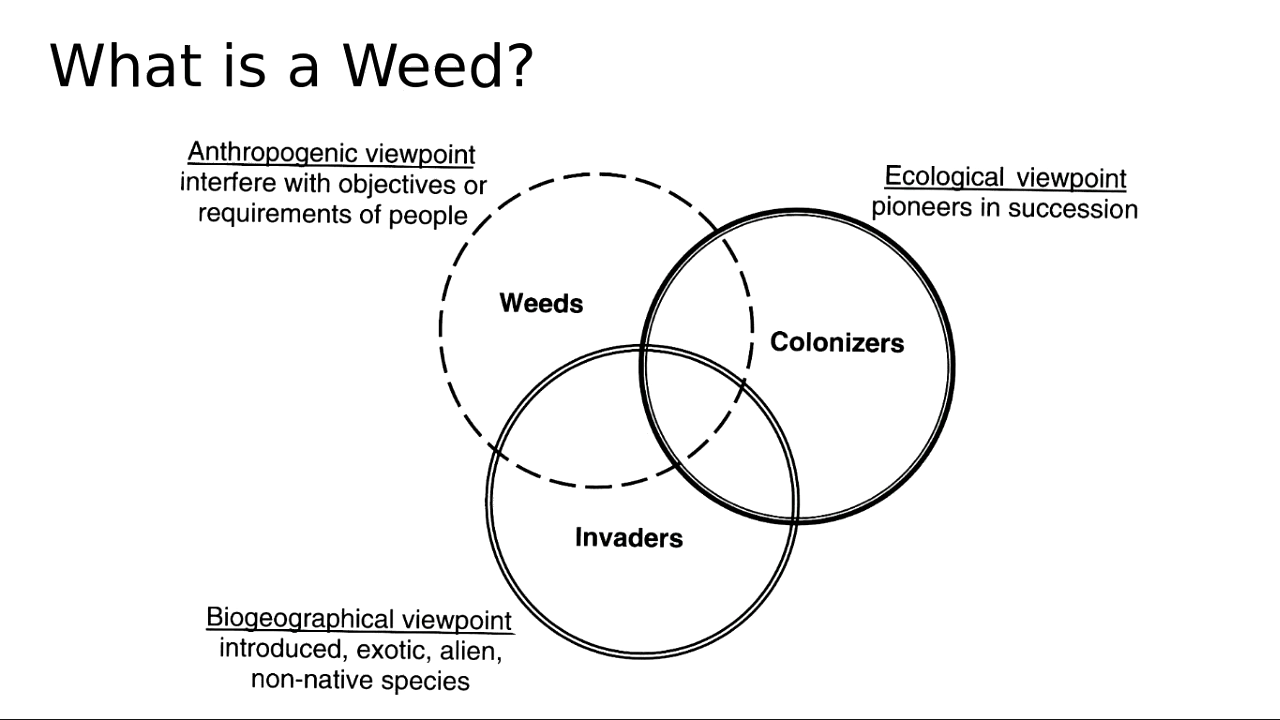 What is a Weed?
Anthropogenic viewpoint
interfere with objectives or
requirements of people
Ecological viewpoint
pioneers in succession
Weeds
Colonizers
Invaders
Biogeographical viewpoint
introduced, exotic, alien,
non-native species